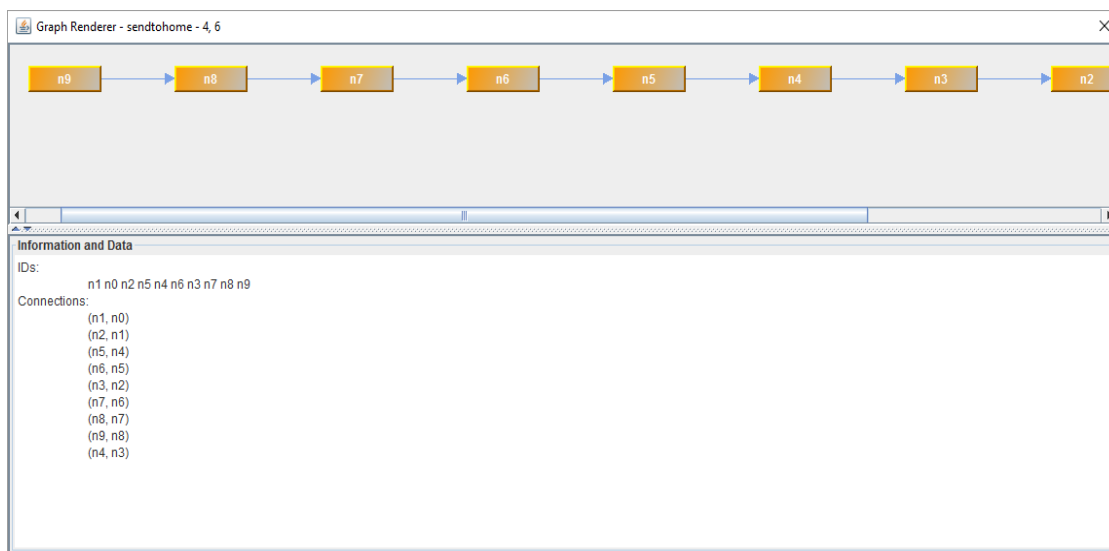 Graph Renderer - sendtohome - 4, 6
n9 n8 n7 n6 n5 n4 n3 n2
Information and Data
IDs:
n1 n0 n2 n5 n4 n6 n3 n7 n8 n9
Connections:
(n1, n0)
(n2, n1)
(n5, n4)
(n6, n5)
(n3, n2)
(n7, n6)
(n8, n7)
(n9, n8)
(n4, n3)